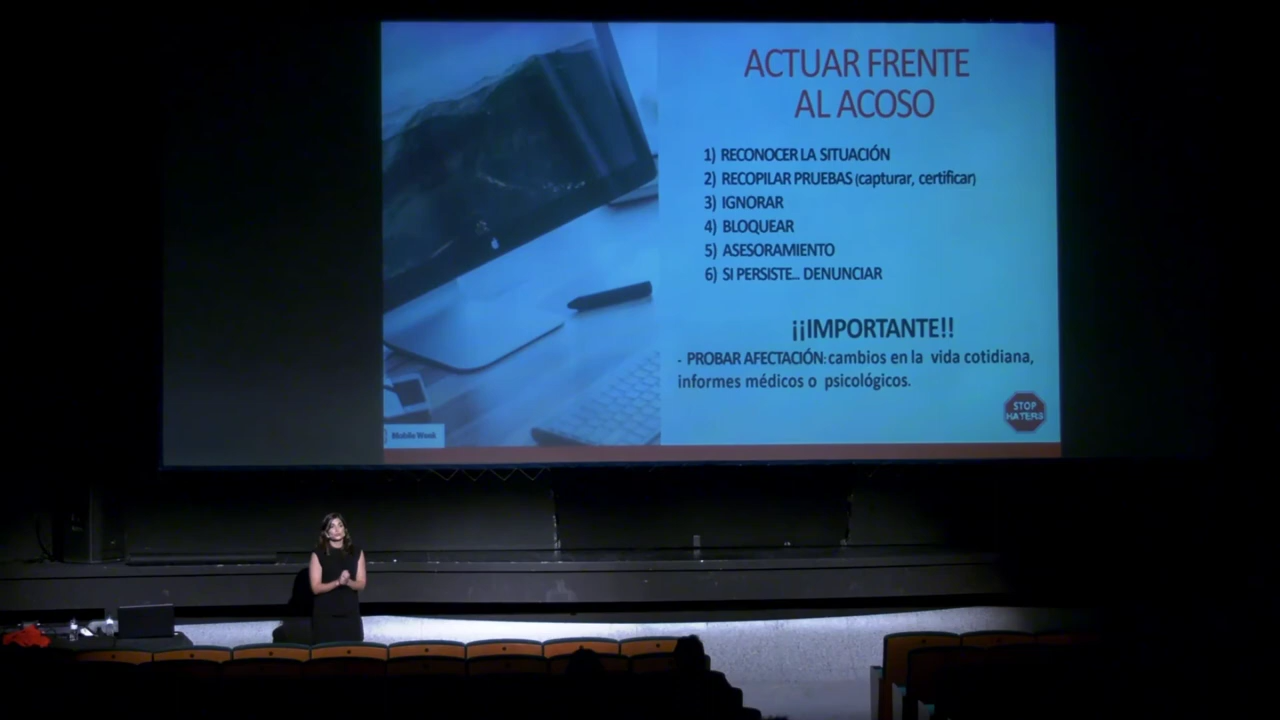 ACTUAR FRENTE
AL ACOSO
1) RECONOCER LA SITUACIÓN
2) RECOPILAR PRUEBAS (capturar, certificar)
3) IGNORAR
4) BLOQUEAR
5) ASESORAMIENTO
6) SI PERSISTE... DENUNCIAR
¡¡IMPORTANTE!!
- PROBAR AFECTACIÓN: cambios en la vida cotidiana,
informes médicos o psicológicos.
STOP
HATERS
Mobile Week